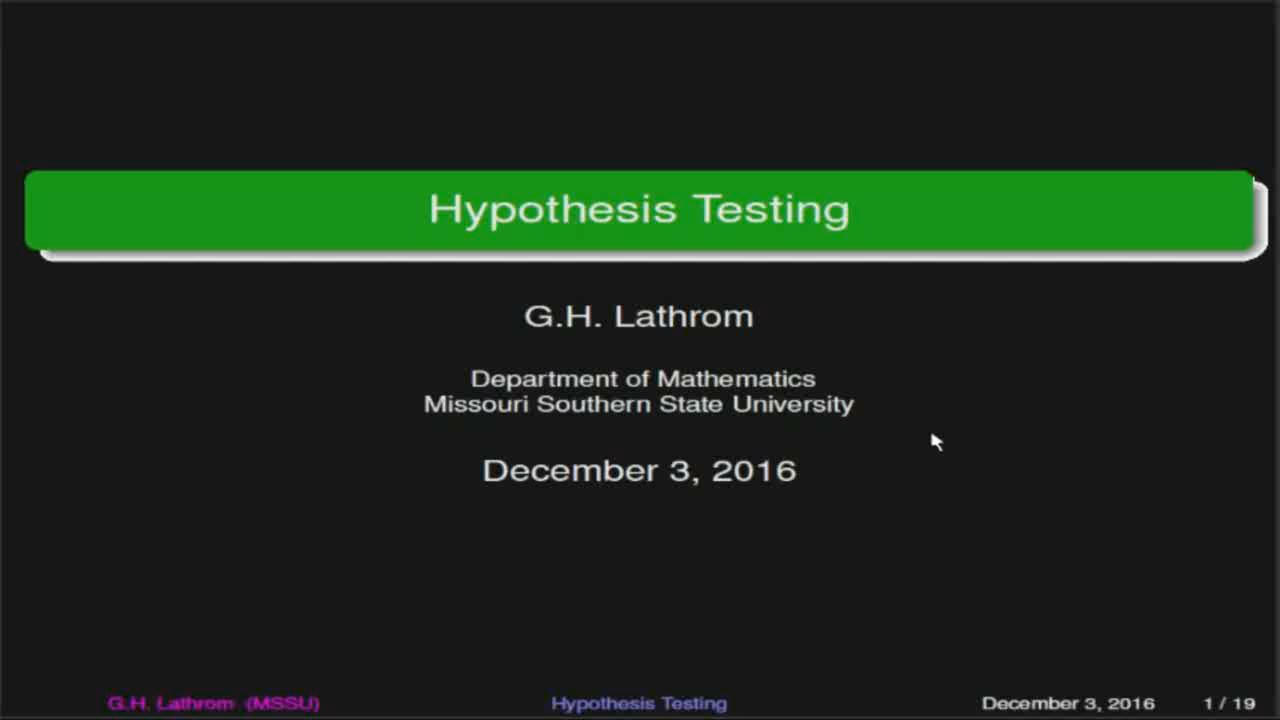 Hypothesis Testing
G.H. Lathrom
Department of Mathematics
Missouri Southern State University
December 3, 2016
G.H. Lathrom (MSSU) Hypothesis Testing December 3, 2016 1 / 19